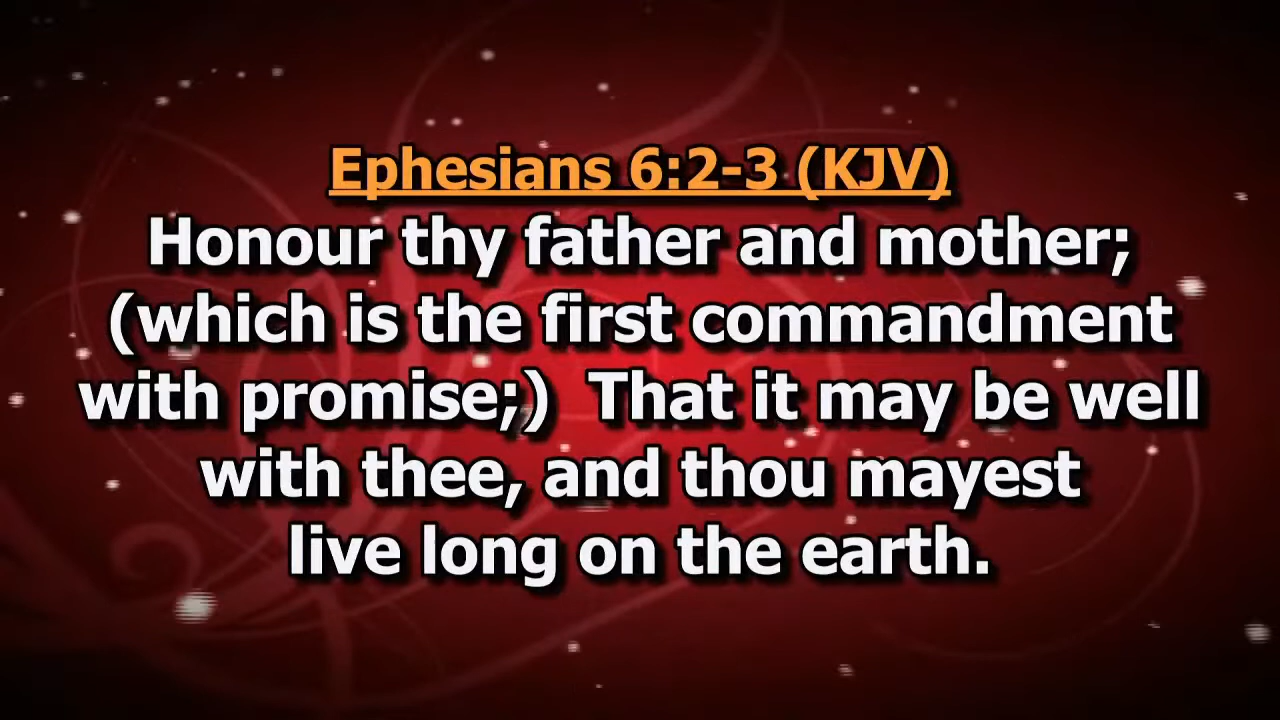 Ephesians 6:2-3 (KJV)
Honour thy father and mother;
(which is the first commandment
with promise;)  That it may be well
with thee, and thou mayest
live long on the earth.